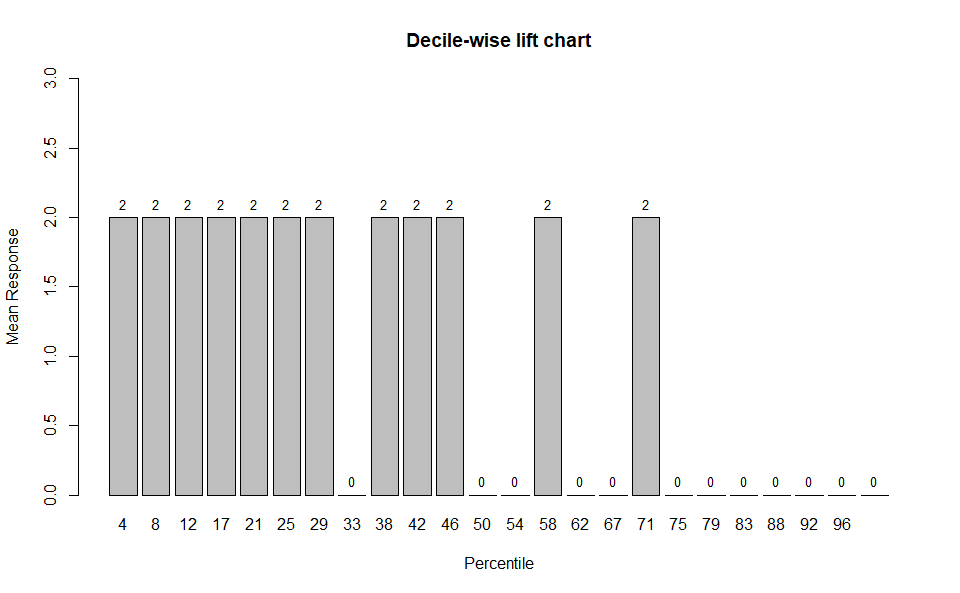 Decile-wise lift chart
Mean Response
3.0
2.5
2.0
1.5
1.0
0.5
0.0
2 2 2 2 2 2 2 0 2 2 2 0 0 2 0 0 2 0 0 0 0 0 0 0
4 8 12 17 21 25 29 33 38 42 46 50 54 58 62 67 71 75 79 83 88 92 96
Percentile